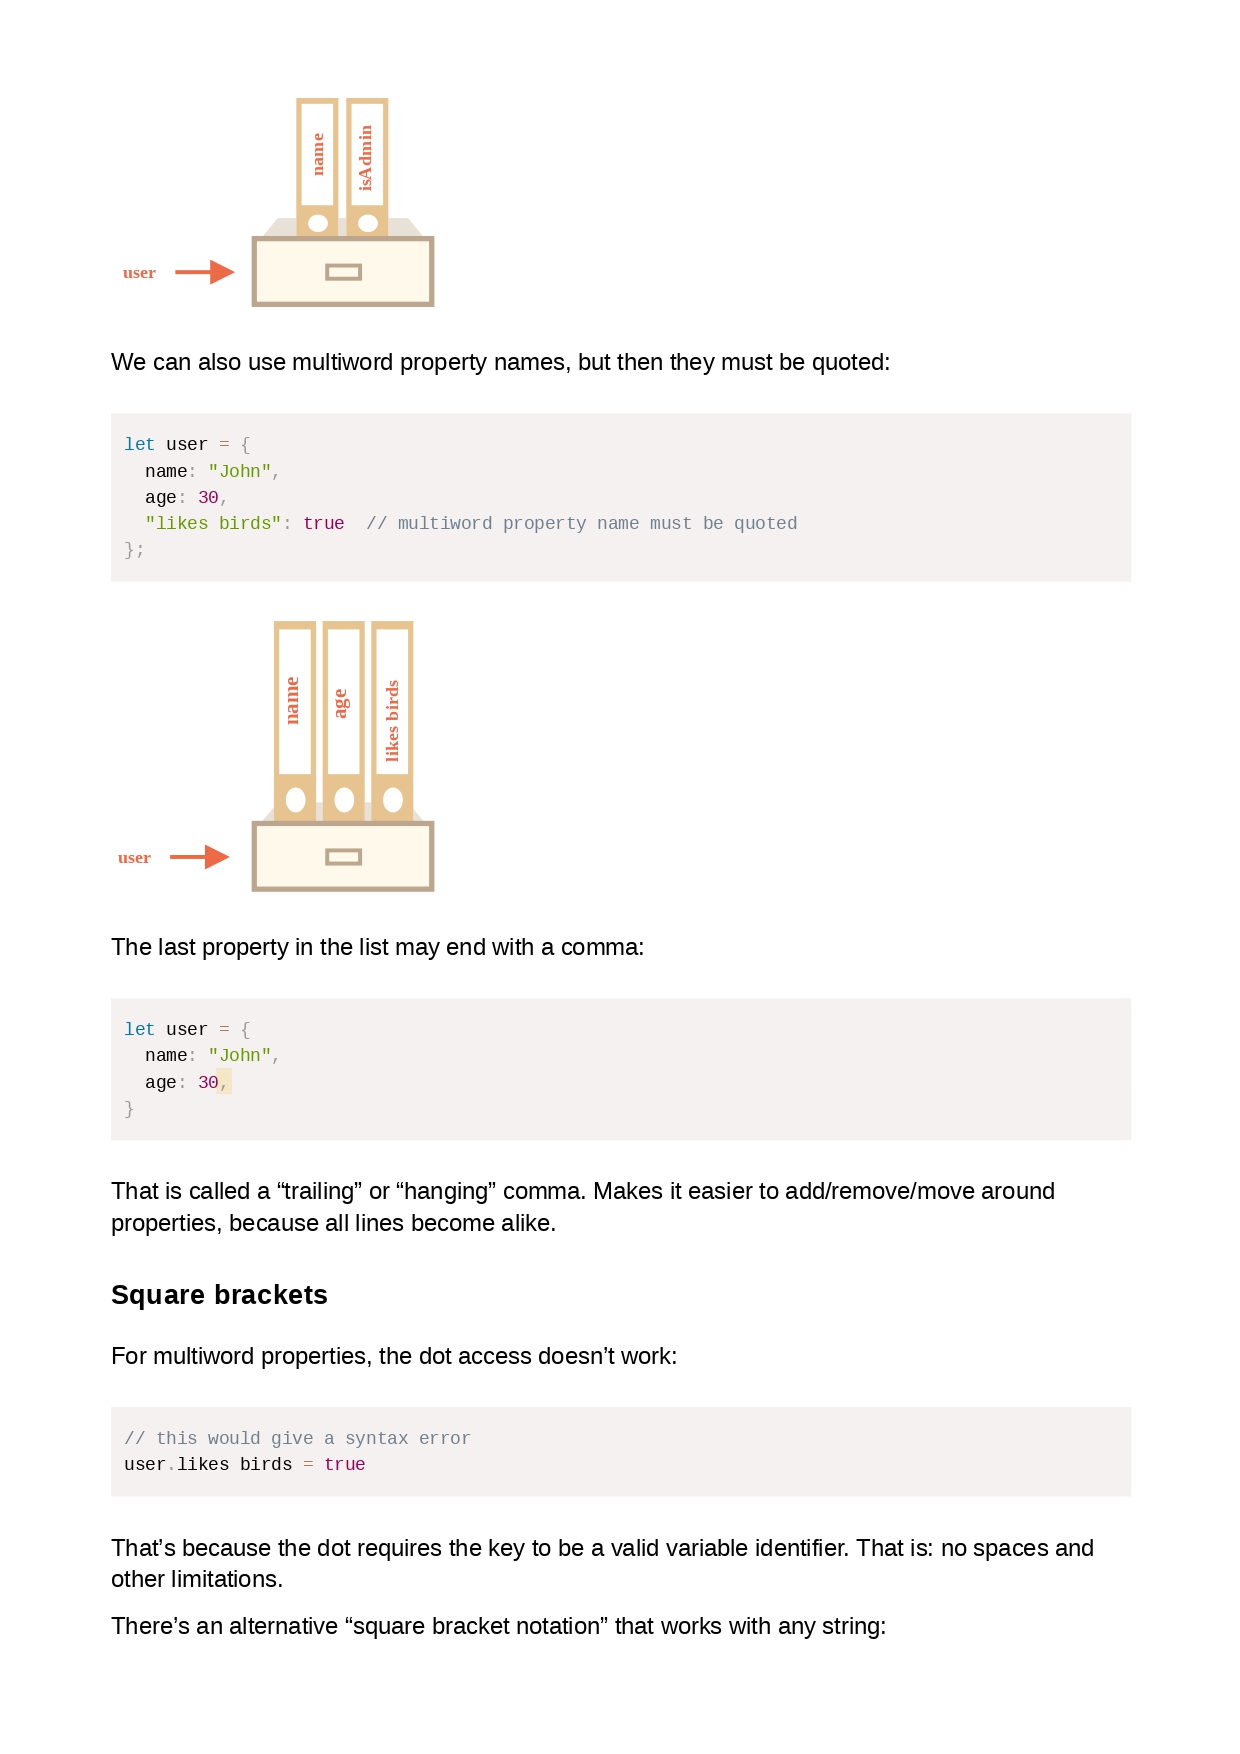 name
isAdmin
user
We can also use multiword property names, but then they must be quoted:
let user = {
  name: "John",
  age: 30,
  "likes birds": true  // multiword property name must be quoted
};
name
age
likes birds
user
The last property in the list may end with a comma:
let user = {
  name: "John",
  age: 30,
}
That is called a “trailing” or “hanging” comma. Makes it easier to add/remove/move around
properties, because all lines become alike.
Square brackets
For multiword properties, the dot access doesn’t work:
// this would give a syntax error
user.likes birds = true
That’s because the dot requires the key to be a valid variable identifier. That is: no spaces and
other limitations.
There’s an alternative “square bracket notation” that works with any string: